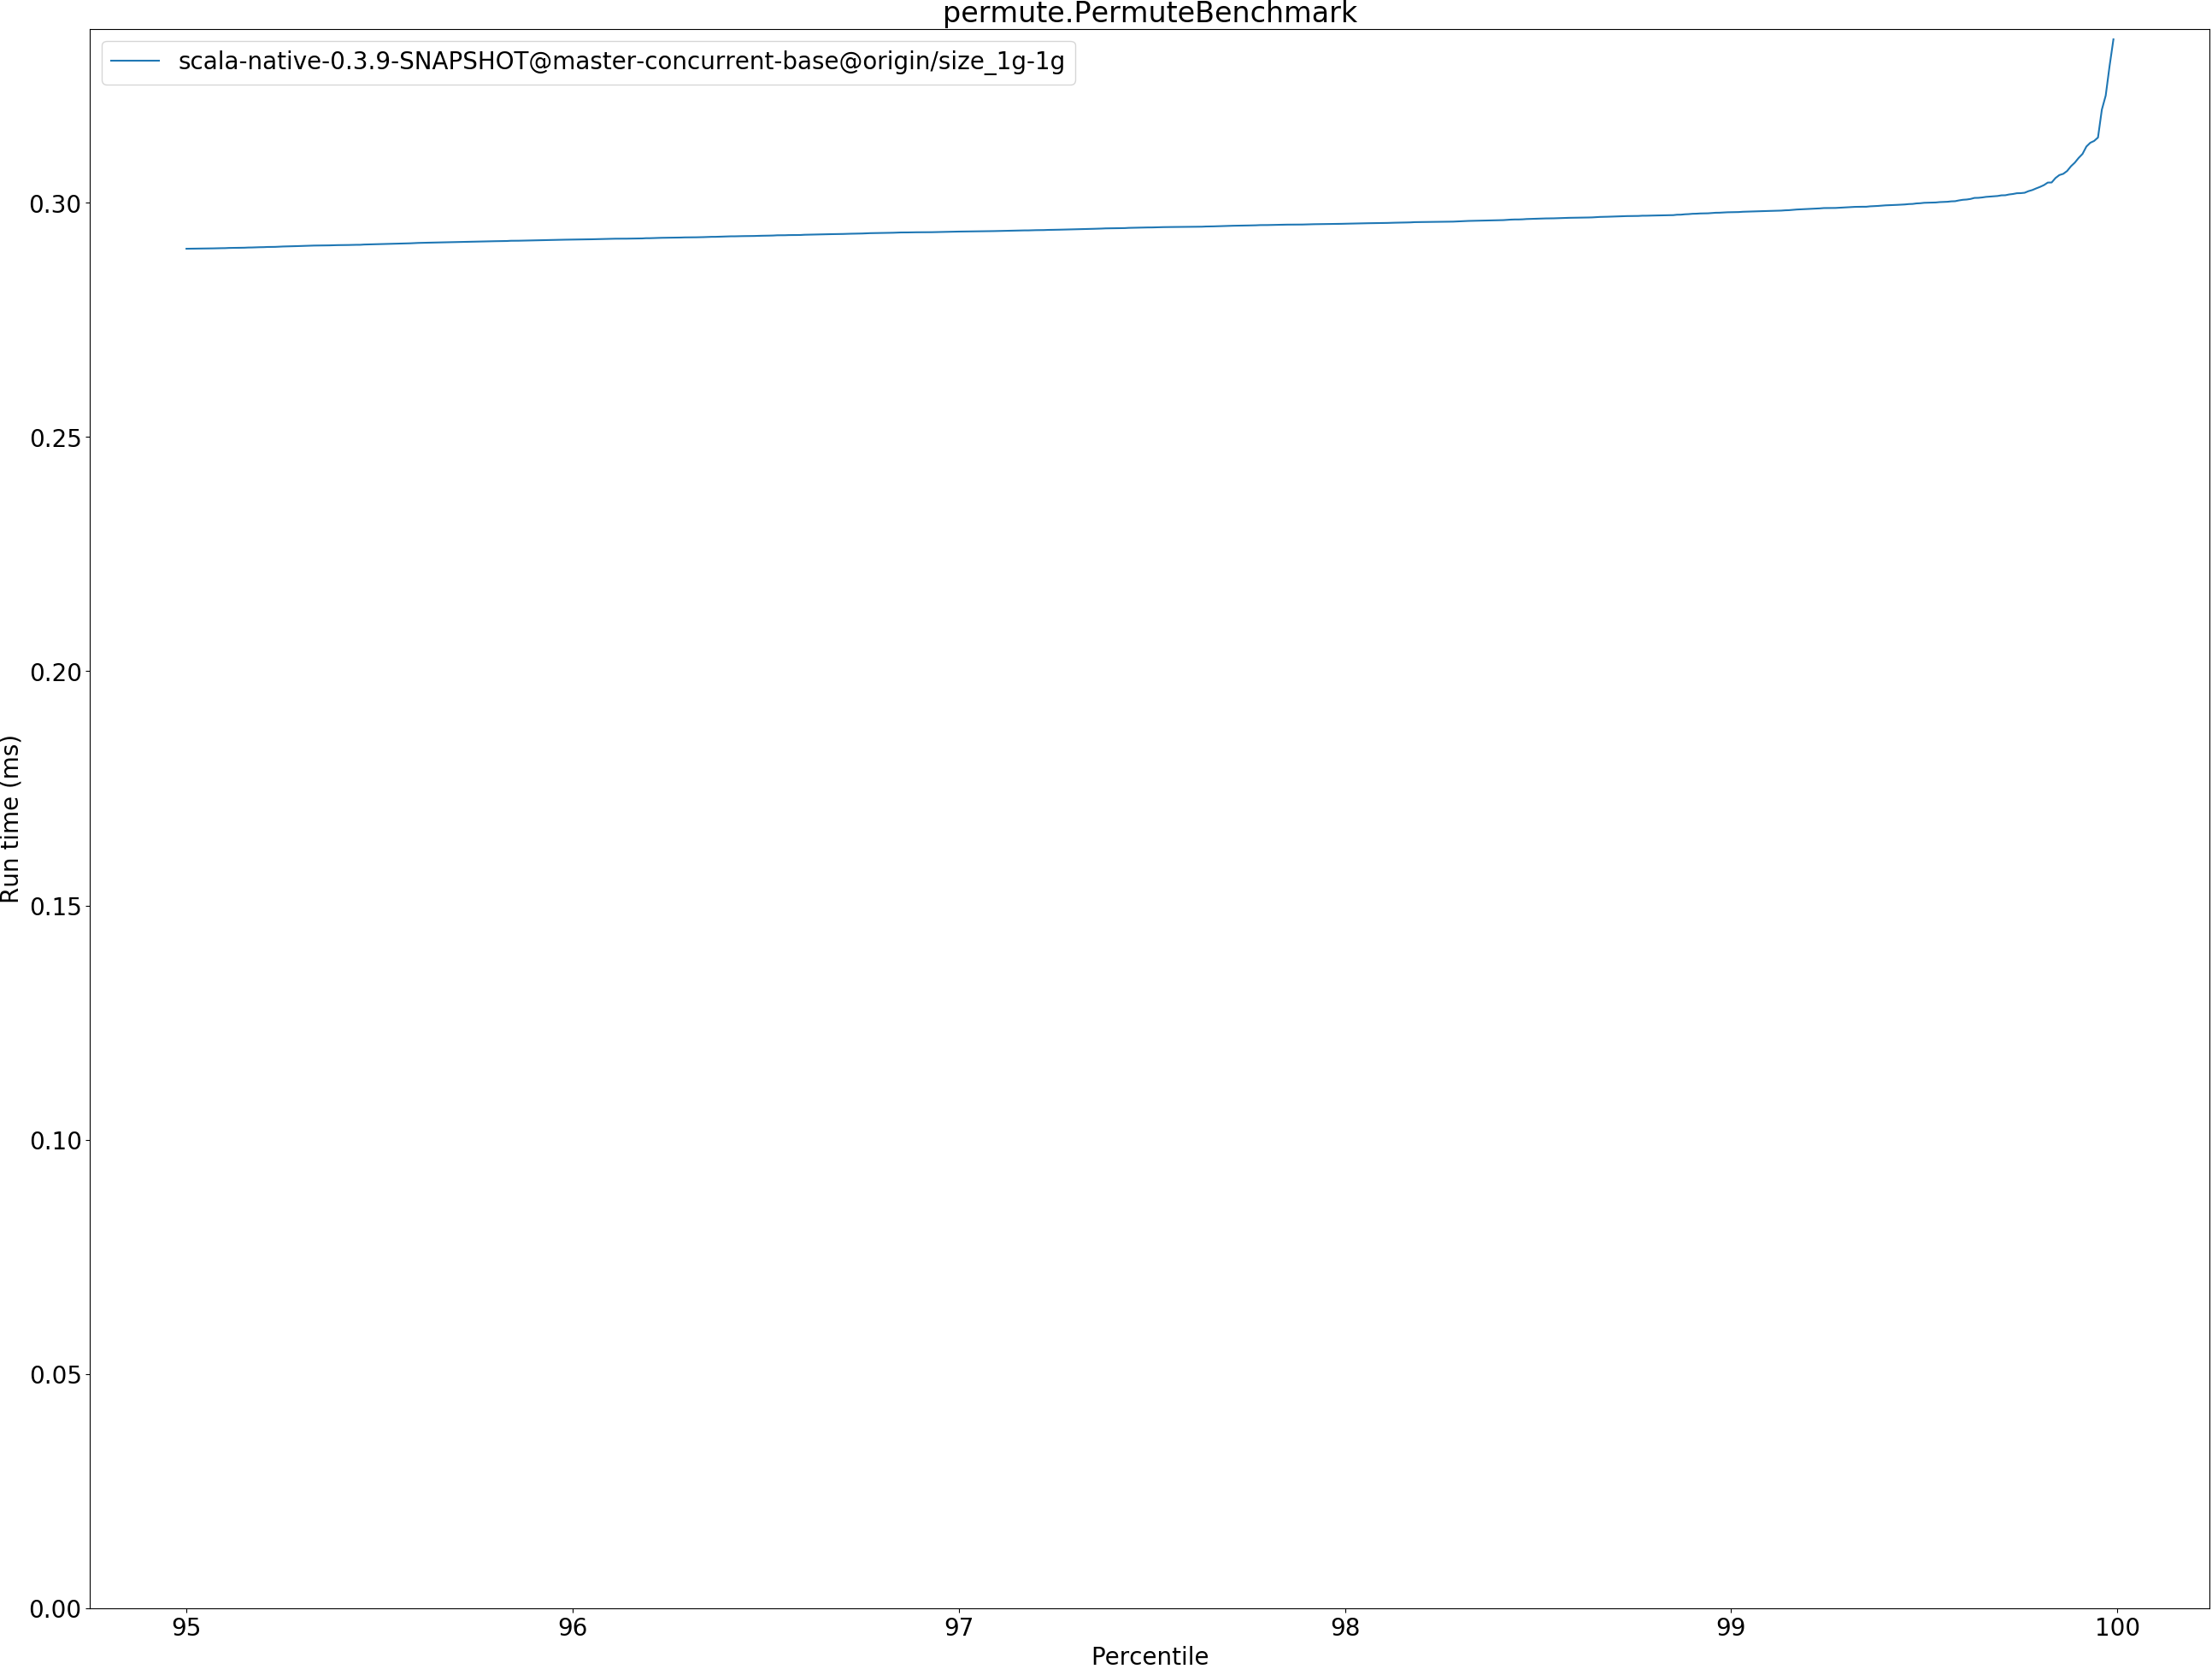 permute.PermuteBenchmark
scala-native-0.3.9-SNAPSHOT@master-concurrent-base@origin/size_1g-1g
Run time (ms)
0.30
0.25
0.20
0.15
0.10
0.05
0.00
95 96 97 98 99 100
Percentile